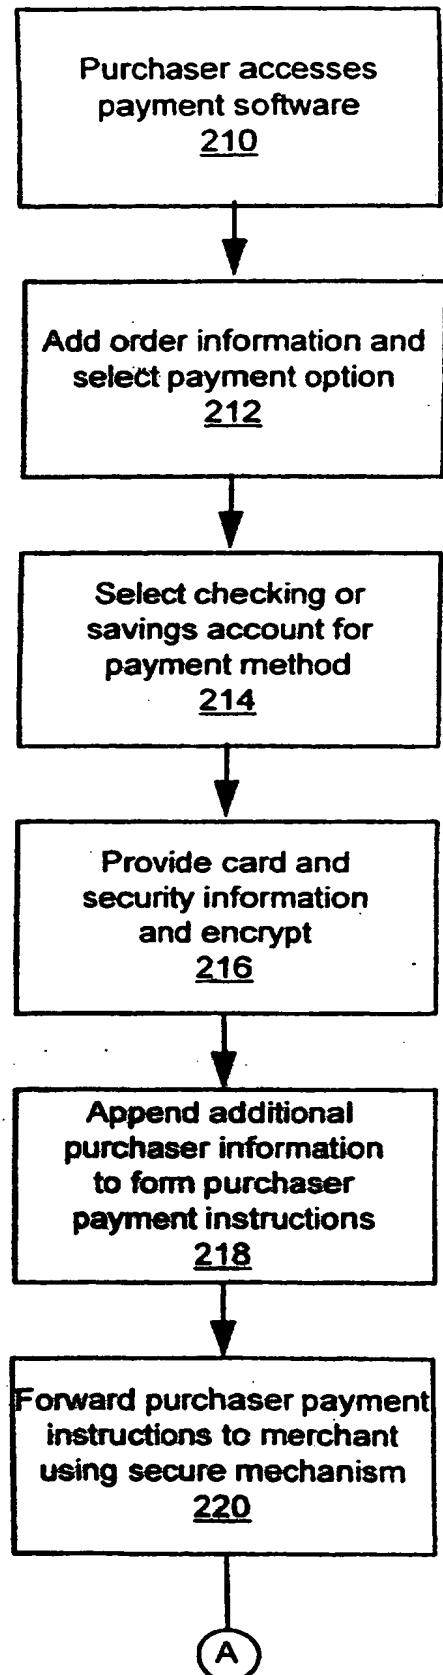 Purchaser accesses
payment software
210
Add order information and
select payment option
212
Select checking or
savings account for
payment method
214
Provide card and
security information
and encrypt
216
Append additional
purchaser information
to form purchaser
payment instructions
218
Forward purchaser payment
instructions to merchant
using secure mechanism
220
A